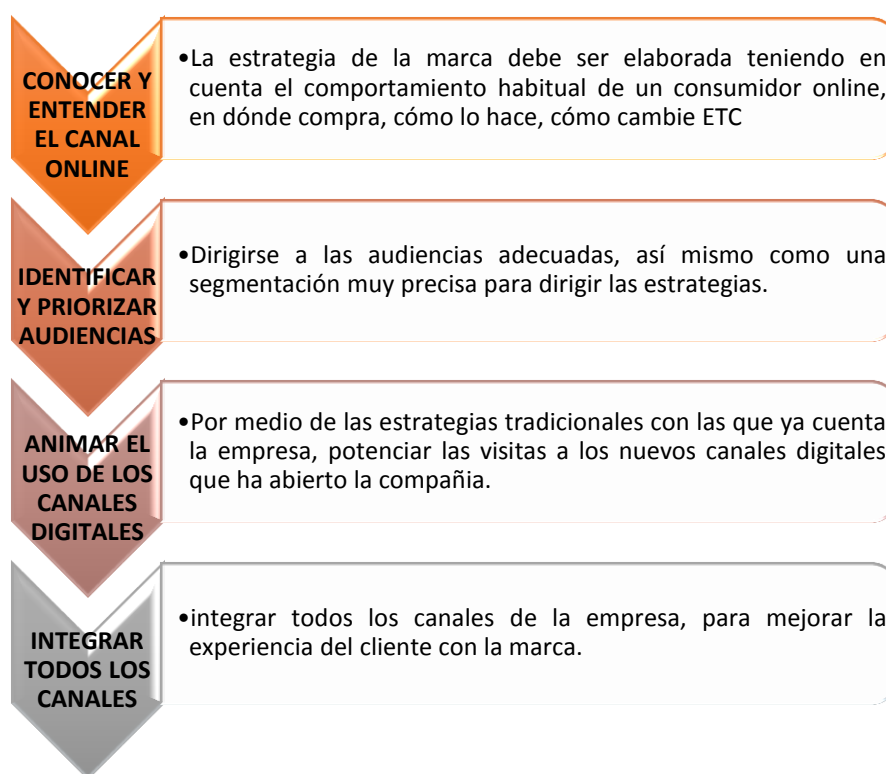 CONOCER Y
ENTENDER
EL CANAL
ONLINE
•La estrategia de la marca debe ser elaborada teniendo en
cuenta el comportamiento habitual de un consumidor online,
en dónde compra, cómo lo hace, cómo cambie ETC
IDENTIFICAR
Y PRIORIZAR
AUDIENCIAS
•Dirigirse a las audiencias adecuadas, así mismo como una
segmentación muy precisa para dirigir las estrategias.
ANIMAR EL
USO DE LOS
CANALES
DIGITALES
•Por medio de las estrategias tradicionales con las que ya cuenta
la empresa, potenciar las visitas a los nuevos canales digitales
que ha abierto la compañia.
INTEGRAR
TODOS LOS
CANALES
•integrar todos los canales de la empresa, para mejorar la
experiencia del cliente con la marca.